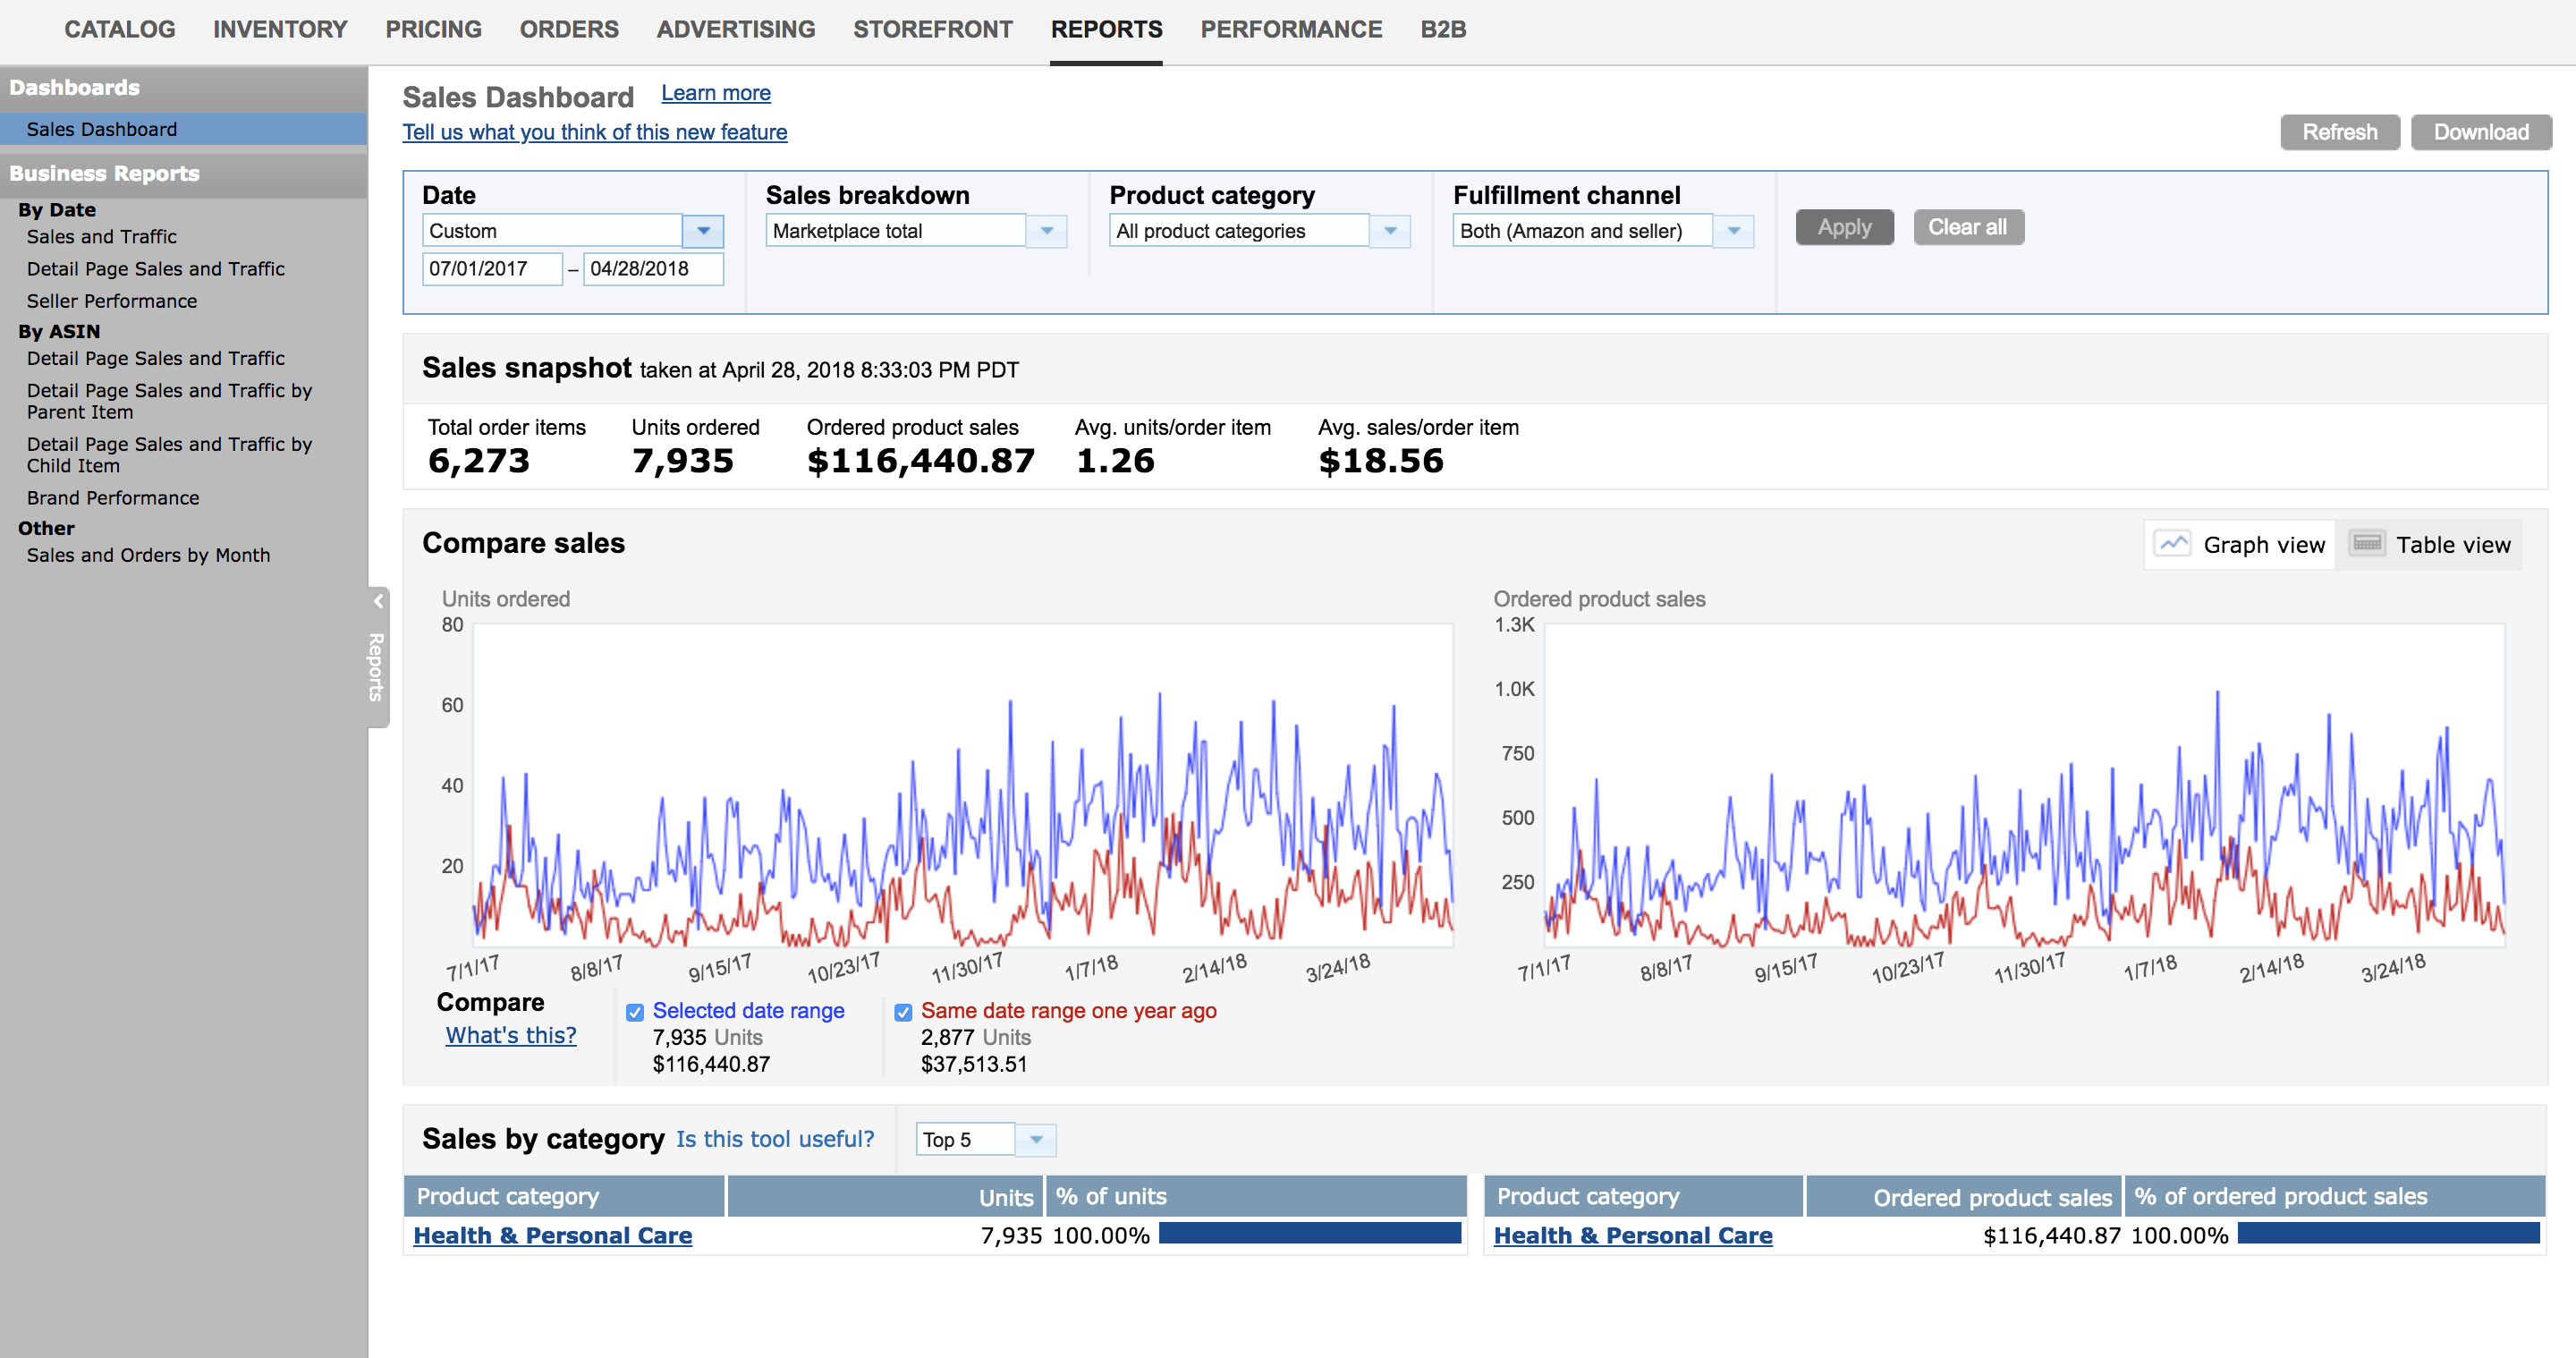 CATALOG INVENTORY PRICING ORDERS ADVERTISING STOREFRONT REPORTS PERFORMANCE B2B
Dashboards
Sales Dashboard
Business Reports
By Date
Sales and Traffic
Detail Page Sales and Traffic
Seller Performance
By ASIN
Detail Page Sales and Traffic
Detail Page Sales and Traffic by
Parent Item
Detail Page Sales and Traffic by
Child Item
Brand Performance
Other
Sales and Orders by Month
Reports
Sales Dashboard Learn more
Tell us what you think of this new feature
Refresh Download
Date Sales breakdown Product category Fulfillment channel
Custom Marketplace total All product categories Both (Amazon and seller) Apply Clear all
07/01/2017 – 04/28/2018
Sales snapshot taken at April 28, 2018 8:33:03 PM PDT
Total order items Units ordered Ordered product sales Avg. units/order item Avg. sales/order item
6,273 7,935 $116,440.87 1.26 $18.56
Compare sales
Graph view Table view
Units ordered
80
60
40
20
7/1/17 8/8/17 9/15/17 10/23/17 11/30/17 1/7/18 2/14/18 3/24/18
Ordered product sales
1.3K
1.0K
750
500
250
7/1/17 8/8/17 9/15/17 10/23/17 11/30/17 1/7/18 2/14/18 3/24/18
Compare
What's this?
Selected date range
7,935 Units
$116,440.87
Same date range one year ago
2,877 Units
$37,513.51
Sales by category Is this tool useful? Top 5
Product category Units % of units
Health & Personal Care 7,935 100.00%
Product category Ordered product sales % of ordered product sales
Health & Personal Care $116,440.87 100.00%